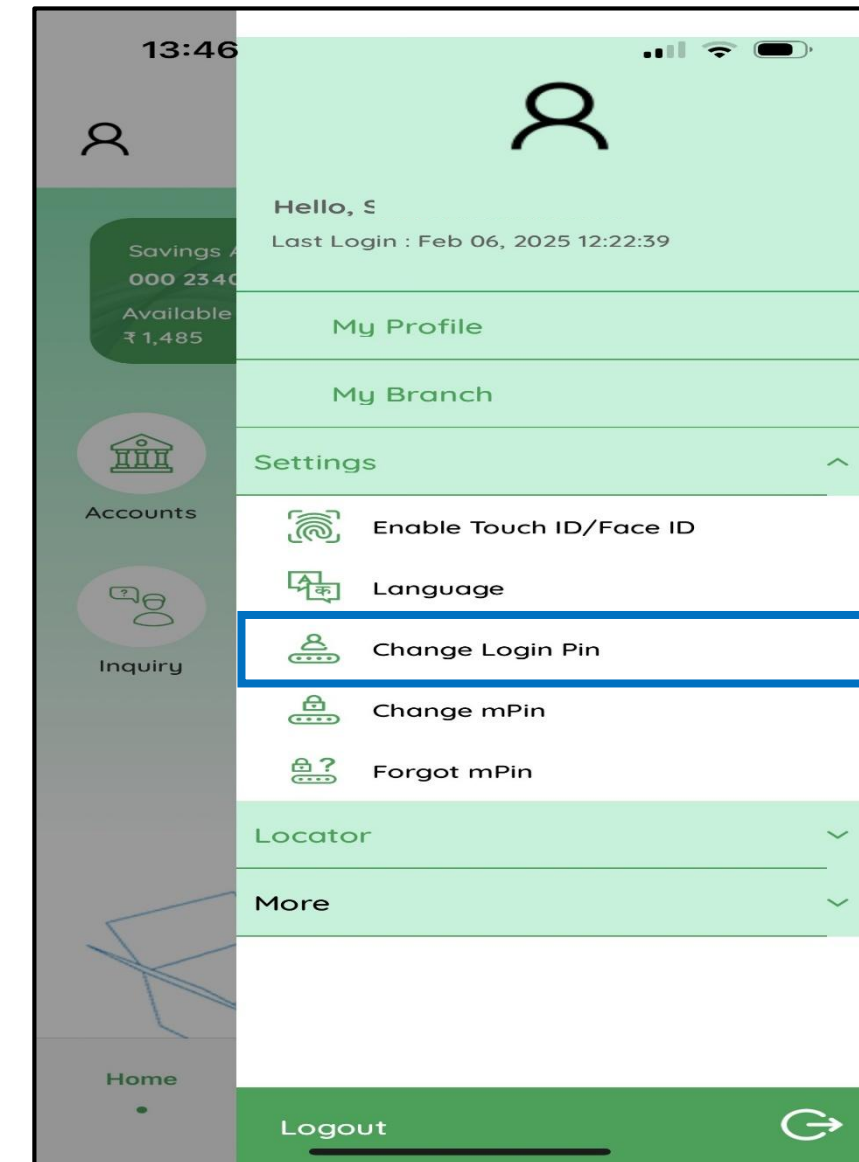 13:46
Hello, S
Last Login : Feb 06, 2025 12:22:39
Savings
000 2340
Available
₹ 1,485
My Profile
My Branch
Settings
Accounts
Enable Touch ID/Face ID
Language
Inquiry
Change Login Pin
Change mPin
Forgot mPin
Locator
More
Home
Logout